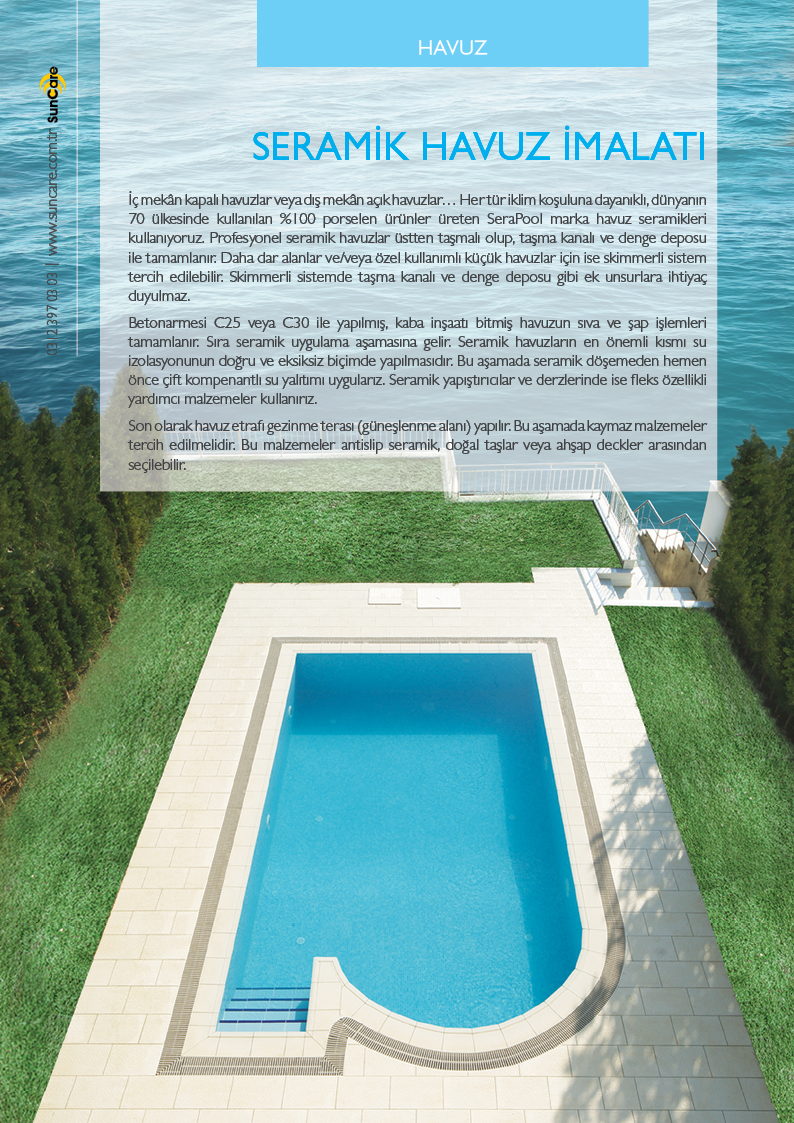 HAVUZ
SERAMİK HAVUZ İMALATI
İç mekân kapalı havuzlar veya dış mekân açık havuzlar… Her tür iklim koşuluna dayanıklı, dünyanın
70 ülkesinde kullanılan %100 porselen ürünler üreten SeraPool marka havuz seramikleri
kullanıyoruz. Profesyonel seramik havuzlar üstten taşmalı olup, taşma kanalı ve denge deposu
ile tamamlanır. Daha dar alanlar ve/veya özel kullanımlı küçük havuzlar için ise skimmerli sistem
tercih edilebilir. Skimmerli sistemde taşma kanalı ve denge deposu gibi ek unsurlara ihtiyaç
duyulmaz.
Betonarmesi C25 veya C30 ile yapılmış, kaba inşaatı bitmiş havuzun sıva ve şap işlemleri
tamamlanır. Sıra seramik uygulama aşamasına gelir. Seramik havuzların en önemli kısmı su
izolasyonunun doğru ve eksiksiz biçimde yapılmasıdır. Bu aşamada seramik döşemeden hemen
önce çift kompenantlı su yalıtımı uygularız. Seramik yapıştırıcılar ve derzlerinde ise fleks özellikli
yardımcı malzemeler kullanırız.
Son olarak havuz etrafı gezinme terası (güneşlenme alanı) yapılır. Bu aşamada kaymaz malzemeler
tercih edilmelidir. Bu malzemeler antislip seramik, doğal taşlar veya ahşap deckler arasından
seçilebilir.
0312 397 03 03 || www.suncare.com.tr SunCare